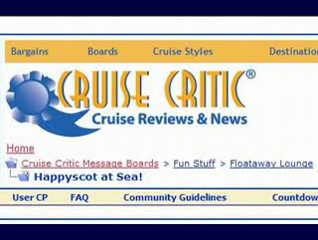 Bargains Boards Cruise Styles Destinatio
CRUISE CRITIC®
Cruise Reviews & News
Home
Cruise Critic Message Boards > Fun Stuff > Floataway Lounge
Happyscot at Sea!
User CP FAQ Community Guidelines Countdow